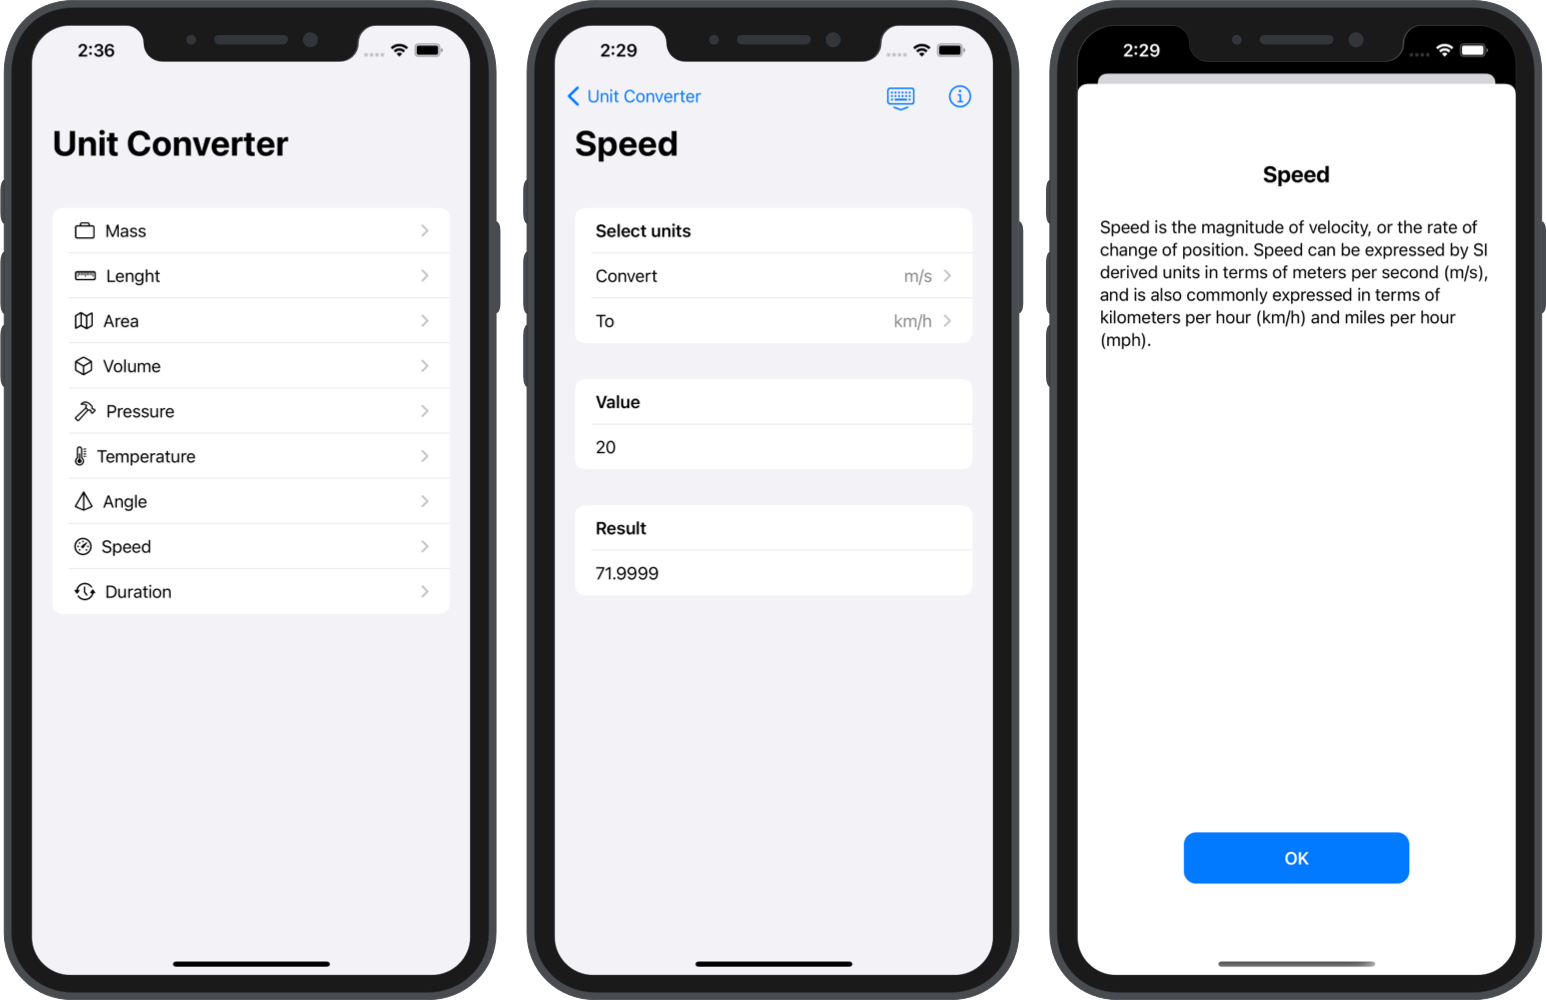 2:36
Unit Converter
Mass
Lenght
Area
Volume
Pressure
Temperature
Angle
Speed
Duration
2:29
Unit Converter
Speed
Select units
Convert m/s
To km/h
Value
20
Result
71.9999
2:29
Speed
Speed is the magnitude of velocity, or the rate of
change of position. Speed can be expressed by SI
derived units in terms of meters per second (m/s),
and is also commonly expressed in terms of
kilometers per hour (km/h) and miles per hour
(mph).
OK